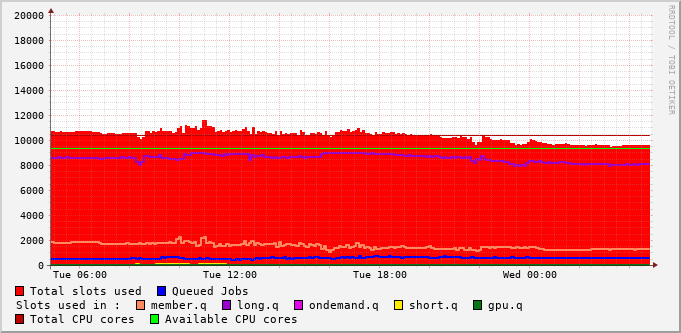 20000
18000
16000
14000
12000
10000
8000
6000
4000
2000
0
Tue 06:00 Tue 12:00 Tue 18:00 Wed 00:00
Total slots used Queued Jobs
Slots used in : member.q long.q ondemand.q short.q gpu.q
Total CPU cores Available CPU cores
RRDTOOL / TOBI OETIKER